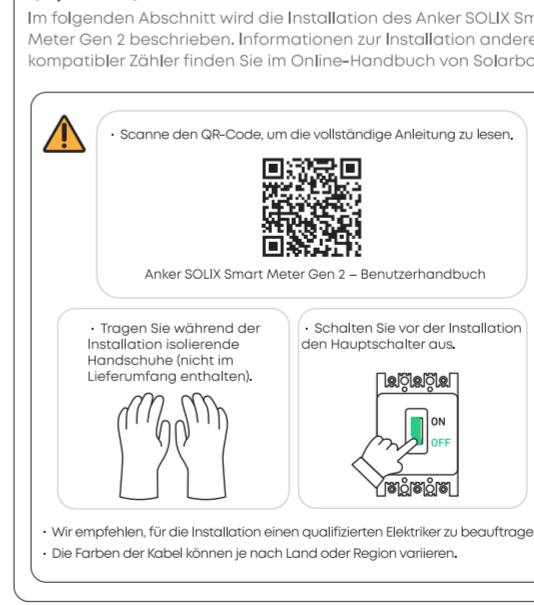 Im folgenden Abschnitt wird die Installation des Anker SOLIX
Meter Gen 2 beschrieben. Informationen zur Installation
kompatibler Zähler finden Sie im Online-Handbuch von
· Scanne den QR-Code, um die vollständige Anleitung zu lesen.
Anker SOLIX Smart Meter Gen 2 – Benutzerhandbuch
· Tragen Sie während der
Installation isolierende
Handschuhe (nicht im
Lieferumfang enthalten).
· Schalten Sie vor der Installation
den Hauptschalter aus.
ON
OFF
· Wir empfehlen, für die Installation einen qualifizierten Elektriker zu
· Die Farben der Kabel können je nach Land oder Region variieren.